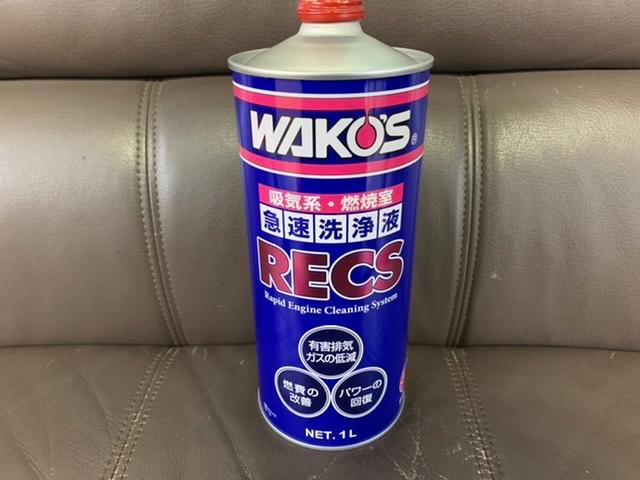 WAKO'S
吸気系・燃焼室
急速洗浄液
RECS
Rapid Engine Cleaning System
有害排気
ガスの低減
燃費の
改善
パワーの
回復
NET. 1L